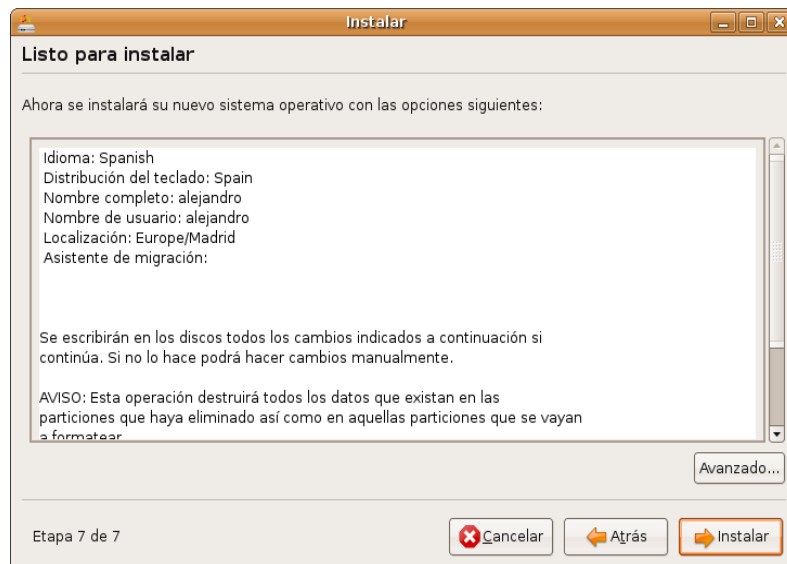 Instalar
Listo para instalar
Ahora se instalará su nuevo sistema operativo con las opciones siguientes:
Idioma: Spanish
Distribución del teclado: Spain
Nombre completo: alejandro
Nombre de usuario: alejandro
Localización: Europe/Madrid
Asistente de migración:
Se escribirán en los discos todos los cambios indicados a continuación si
continúa. Si no lo hace podrá hacer cambios manualmente.
AVISO: Esta operación destruirá todos los datos que existan en las
particiones que haya eliminado así como en aquellas particiones que se vayan
a formatear
Avanzado...
Etapa 7 de 7
Cancelar
Atrás
Instalar